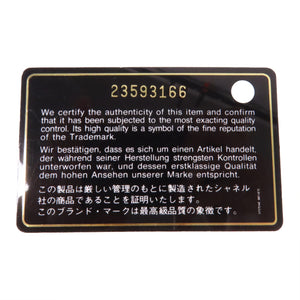 23593166
We certify the authenticity of this item and confirm
that it has been subjected to the most exacting quality
control. Its high quality is a symbol of the fine reputation
of the Trademark.
Wir bestätigen, dass es sich um einen Artikel handelt,
der während seiner Herstellung strengsten Kontrollen
unterworfen war, und dessen erstklassige Qualität
dem hohen Ansehen unserer Marke entspricht.
この製品は厳しい管理のもとに製造されたシャネル
社の商品であることを証明いたします。
このブランド・マークは最高級品質の象徴です。